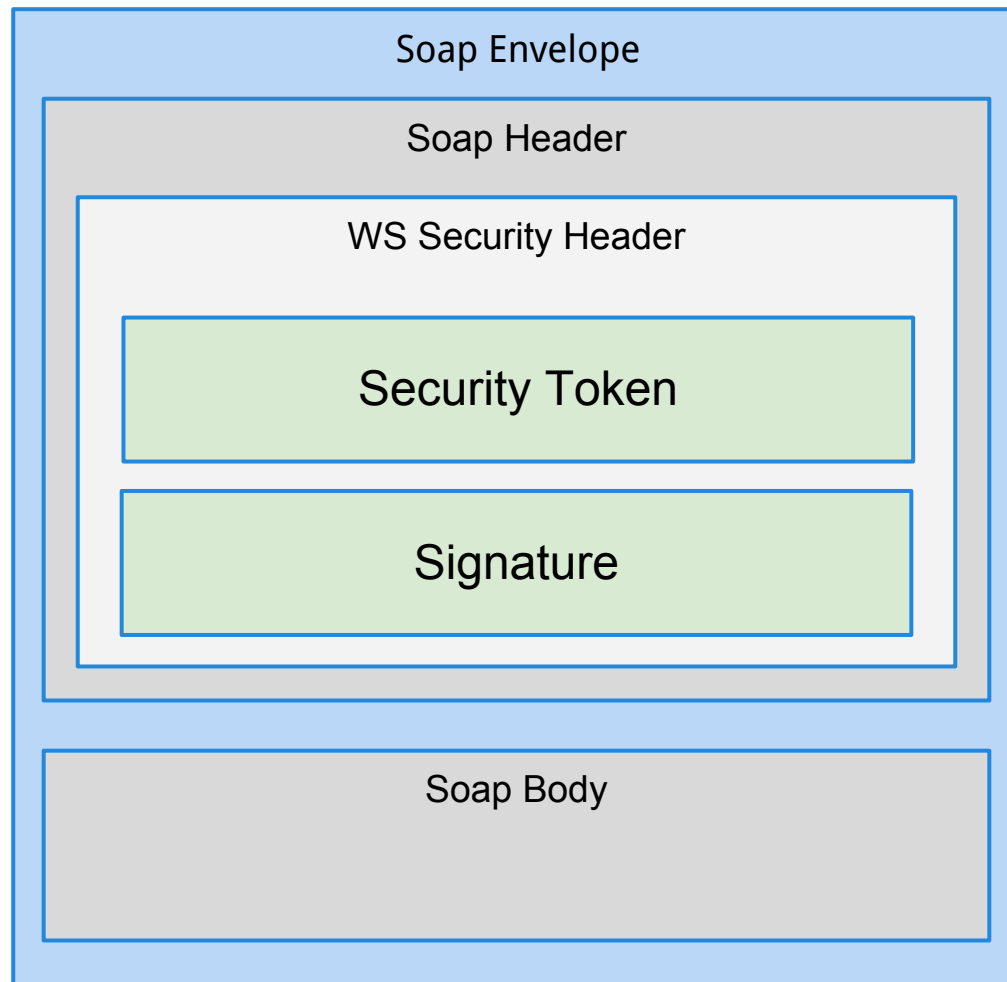 Soap Envelope
Soap Header
WS Security Header
Security Token
Signature
Soap Body